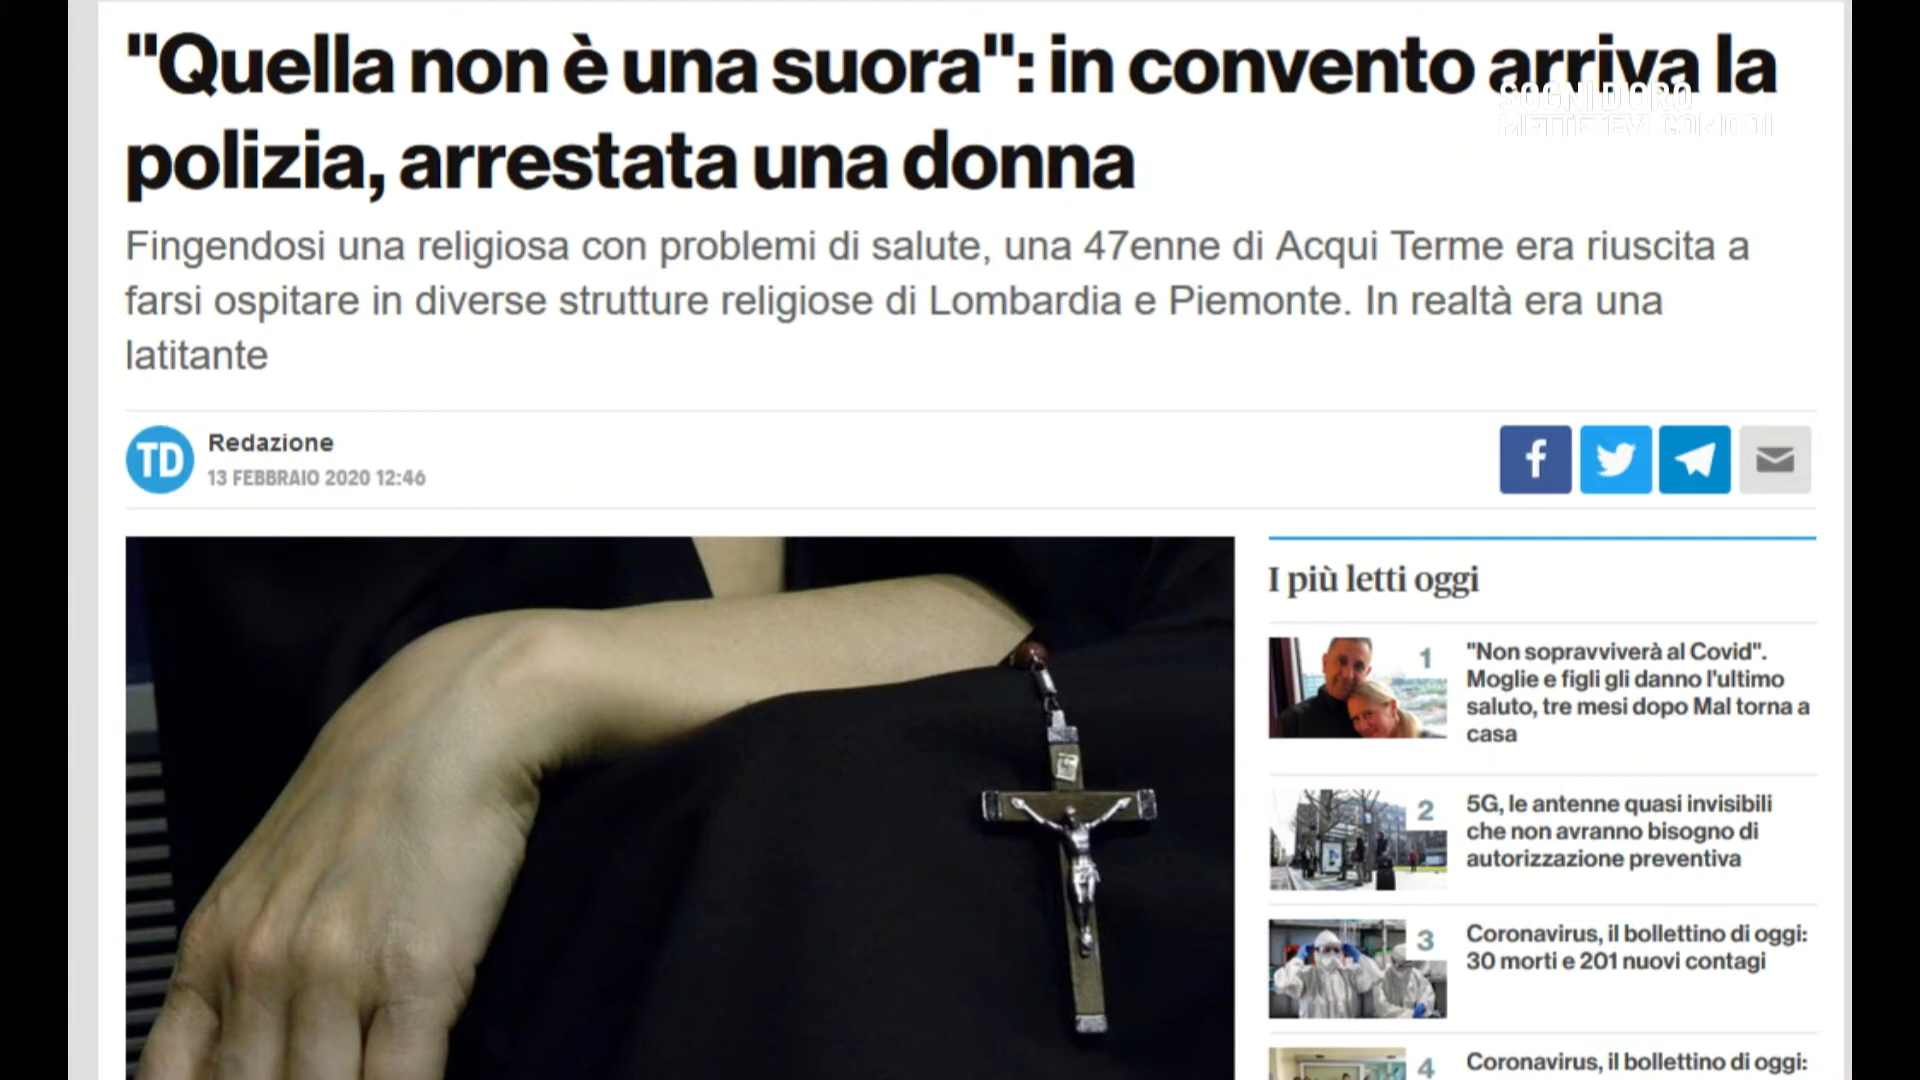 "Quella non è una suora": in convento arriva la
polizia, arrestata una donna
SOGNI D'ORO
METTETEVI COMODI
Fingendosi una religiosa con problemi di salute, una 47enne di Acqui Terme era riuscita a
farsi ospitare in diverse strutture religiose di Lombardia e Piemonte. In realtà era una
latitante
TD
Redazione
13 FEBBRAIO 2020 12:46
I più letti oggi
1
"Non sopravviverà al Covid".
Moglie e figli gli danno l'ultimo
saluto, tre mesi dopo Mal torna a
casa
2
5G, le antenne quasi invisibili
che non avranno bisogno di
autorizzazione preventiva
3
Coronavirus, il bollettino di oggi:
30 morti e 201 nuovi contagi
4
Coronavirus, il bollettino di oggi: